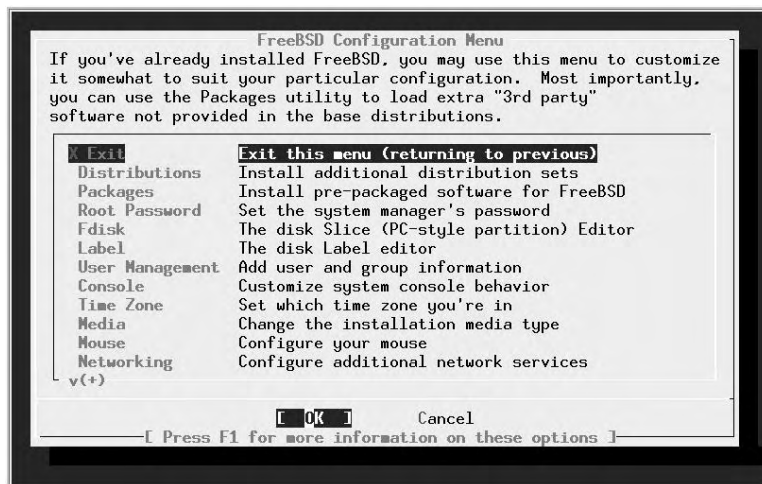 FreeBSD Configuration Menu
If you've already installed FreeBSD, you may use this menu to customize
it somewhat to suit your particular configuration.  Most importantly,
you can use the Packages utility to load extra "3rd party"
software not provided in the base distributions.
X Exit Exit this menu (returning to previous)
Distributions Install additional distribution sets
Packages Install pre-packaged software for FreeBSD
Root Password Set the system manager's password
Fdisk The disk Slice (PC-style partition) Editor
Label The disk Label editor
User Management Add user and group information
Console Customize system console behavior
Time Zone Set which time zone you're in
Media Change the installation media type
Mouse Configure your mouse
Networking Configure additional network services
v(+)
[ OK ] Cancel
[ Press F1 for more information on these options ]